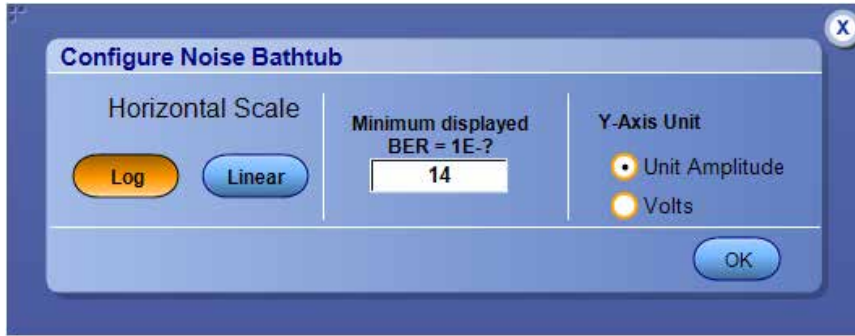 X
Configure Noise Bathtub
Horizontal Scale
Log
Linear
Minimum displayed
BER = 1E-?
14
Y-Axis Unit
Unit Amplitude
Volts
OK